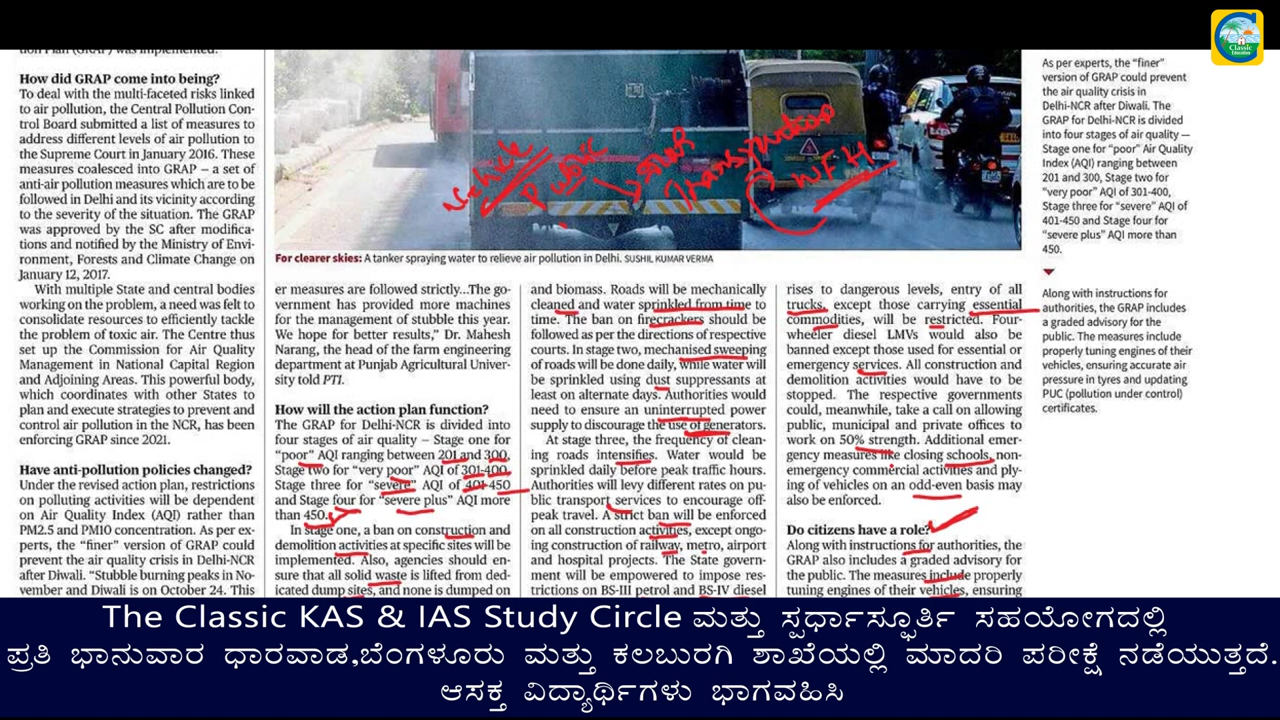 tion Plan (GRAP) was implemented.
How did GRAP come into being?
To deal with the multi-faceted risks linked
to air pollution, the Central Pollution Con-
trol Board submitted a list of measures to
address different levels of air pollution to
the Supreme Court in January 2016. These
measures coalesced into GRAP – a set of
anti-air pollution measures which are to be
followed in Delhi and its vicinity according
to the severity of the situation. The GRAP
was approved by the SC after modifica-
tions and notified by the Ministry of Envi-
ronment, Forests and Climate Change on
January 12, 2017.
With multiple State and central bodies
working on the problem, a need was felt to
consolidate resources to efficiently tackle
the problem of toxic air. The Centre thus
set up the Commission for Air Quality
Management in National Capital Region
and Adjoining Areas. This powerful body,
which coordinates with other States to
plan and execute strategies to prevent and
control air pollution in the NCR, has been
enforcing GRAP since 2021.
Have anti-pollution policies changed?
Under the revised action plan, restrictions
on polluting activities will be dependent
on Air Quality Index (AQI) rather than
PM2.5 and PM10 concentration. As per ex-
perts, the "finer" version of GRAP could
prevent the air quality crisis in Delhi-NCR
after Diwali. "Stubble burning peaks in No-
vember and Diwali is on October 24. This
vehicle
public
transport
WFH
For clearer skies: A tanker spraying water to relieve air pollution in Delhi. SUSHIL KUMAR VERMA
er measures are followed strictly...The go-
vernment has provided more machines
for the management of stubble this year.
We hope for better results," Dr. Mahesh
Narang, the head of the farm engineering
department at Punjab Agricultural Univer-
sity told PTI.
How will the action plan function?
The GRAP for Delhi-NCR is divided into
four stages of air quality – Stage one for
"poor" AQI ranging between 201 and 300,
Stage two for "very poor" AQI of 301-400,
Stage three for "severe" AQI of 401-450
and Stage four for "severe plus" AQI more
than 450.
In stage one, a ban on construction and
demolition activities at specific sites will be
implemented. Also, agencies should en-
sure that all solid waste is lifted from ded-
icated dump sites, and none is dumped on
and biomass. Roads will be mechanically
cleaned and water sprinkled from time to
time. The ban on firecrackers should be
followed as per the directions of respective
courts. In stage two, mechanised sweeping
of roads will be done daily, while water will
be sprinkled using dust suppressants at
least on alternate days. Authorities would
need to ensure an uninterrupted power
supply to discourage the use of generators.
At stage three, the frequency of clean-
ing roads intensifies. Water would be
sprinkled daily before peak traffic hours.
Authorities will levy different rates on pu-
blic transport services to encourage off-
peak travel. A strict ban will be enforced
on all construction activities, except ongo-
ing construction of railway, metro, airport
and hospital projects. The State govern-
ment will be empowered to impose res-
trictions on BS-III petrol and BS-IV diesel
rises to dangerous levels, entry of all
trucks, except those carrying essential
commodities, will be restricted. Four-
wheeler diesel LMVs would also be
banned except those used for essential or
emergency services. All construction and
demolition activities would have to be
stopped. The respective governments
could, meanwhile, take a call on allowing
public, municipal and private offices to
work on 50% strength. Additional emer-
gency measures like closing schools, non-
emergency commercial activities and ply-
ing of vehicles on an odd-even basis may
also be enforced.
Do citizens have a role?
Along with instructions for authorities, the
GRAP also includes a graded advisory for
the public. The measures include properly
tuning engines of their vehicles, ensuring
As per experts, the "finer"
version of GRAP could prevent
the air quality crisis in
Delhi-NCR after Diwali. The
GRAP for Delhi-NCR is divided
into four stages of air quality —
Stage one for "poor" Air Quality
Index (AQI) ranging between
201 and 300, Stage two for
"very poor" AQI of 301-400,
Stage three for "severe" AQI of
401-450 and Stage four for
"severe plus" AQI more than
450.
Along with instructions for
authorities, the GRAP includes
a graded advisory for the
public. The measures include
properly tuning engines of their
vehicles, ensuring accurate air
pressure in tyres and updating
PUC (pollution under control)
certificates.
Classic
Education
The Classic KAS & IAS Study Circle ಮತ್ತು ಸ್ಪರ್ಧಾಸ್ಫೂರ್ತಿ ಸಹಯೋಗದಲ್ಲಿ
ಪ್ರತಿ ಭಾನುವಾರ ಧಾರವಾಡ,ಬೆಂಗಳೂರು ಮತ್ತು ಕಲಬುರಗಿ ಶಾಖೆಯಲ್ಲಿ ಮಾದರಿ ಪರೀಕ್ಷೆ ನಡೆಯುತ್ತದೆ.
ಆಸಕ್ತ ವಿದ್ಯಾರ್ಥಿಗಳು ಭಾಗವಹಿಸಿ